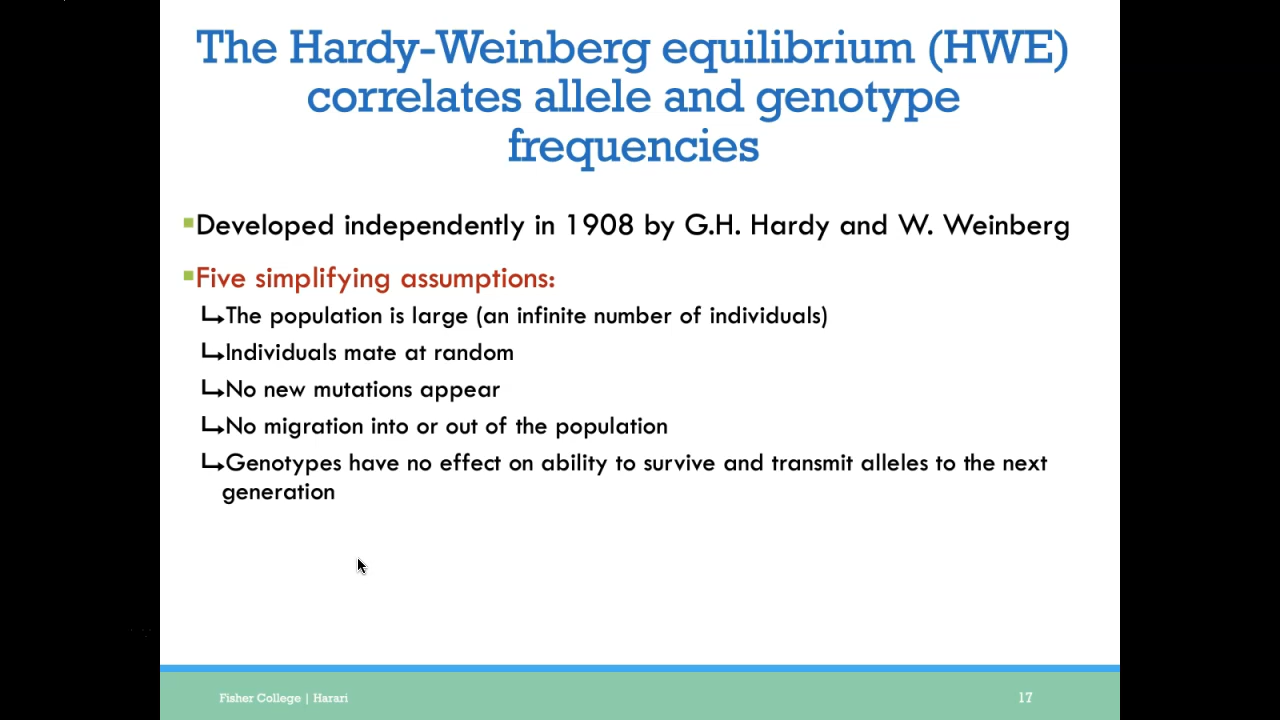 The Hardy-Weinberg equilibrium (HWE)
correlates allele and genotype
frequencies
Developed independently in 1908 by G.H. Hardy and W. Weinberg
Five simplifying assumptions:
The population is large (an infinite number of individuals)
Individuals mate at random
No new mutations appear
No migration into or out of the population
Genotypes have no effect on ability to survive and transmit alleles to the next
generation
Fisher College | Harari
17